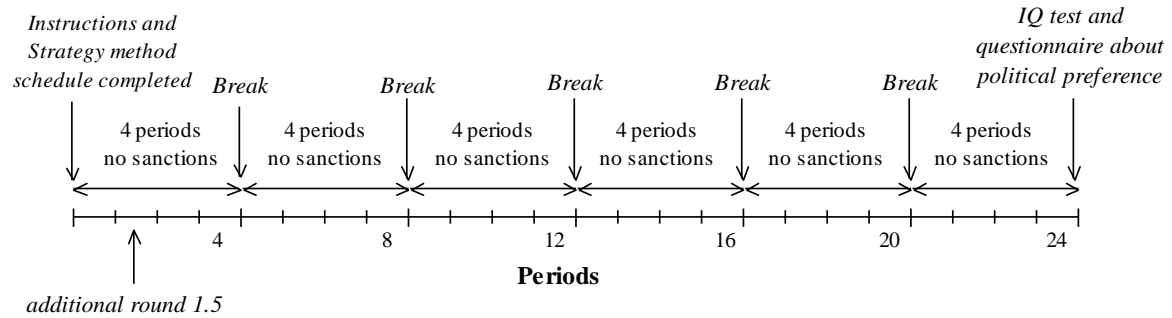 Instructions and
Strategy method
schedule completed
Break
Break
Break
Break
Break
IQ test and
questionnaire about
political preference
4 periods
no sanctions
4 periods
no sanctions
4 periods
no sanctions
4 periods
no sanctions
4 periods
no sanctions
4 periods
no sanctions
4
8
12
16
20
24
Periods
additional round 1.5